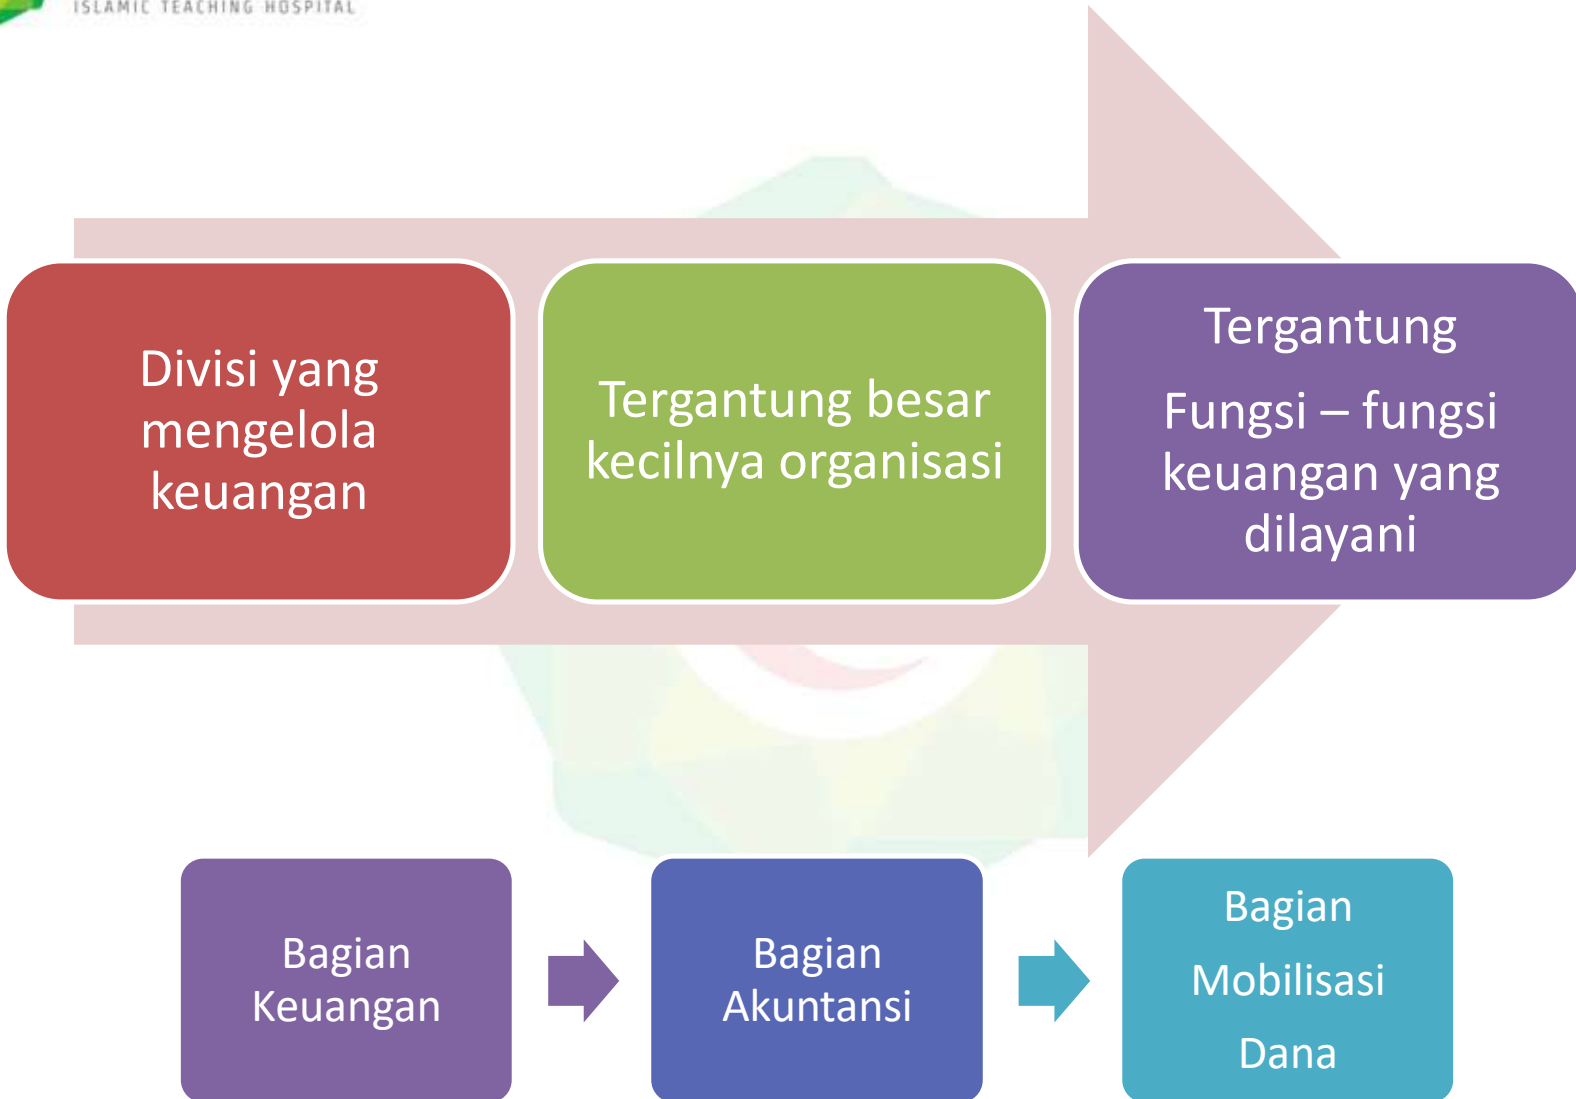 ISLAMIC TEACHING HOSPITAL
Divisi yang
mengelola
keuangan
Tergantung besar
kecilnya organisasi
Tergantung
Fungsi – fungsi
keuangan yang
dilayani
Bagian
Keuangan
Bagian
Akuntansi
Bagian
Mobilisasi
Dana